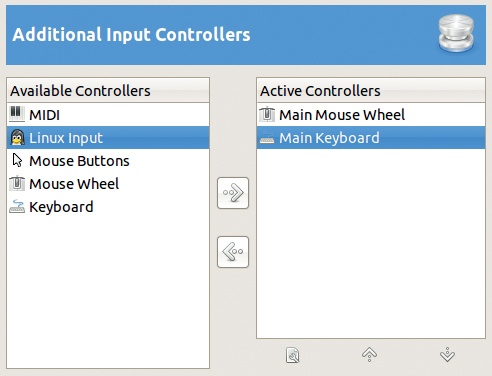 Additional Input Controllers
Available Controllers
MIDI
Linux Input
Mouse Buttons
Mouse Wheel
Keyboard
Active Controllers
Main Mouse Wheel
Main Keyboard